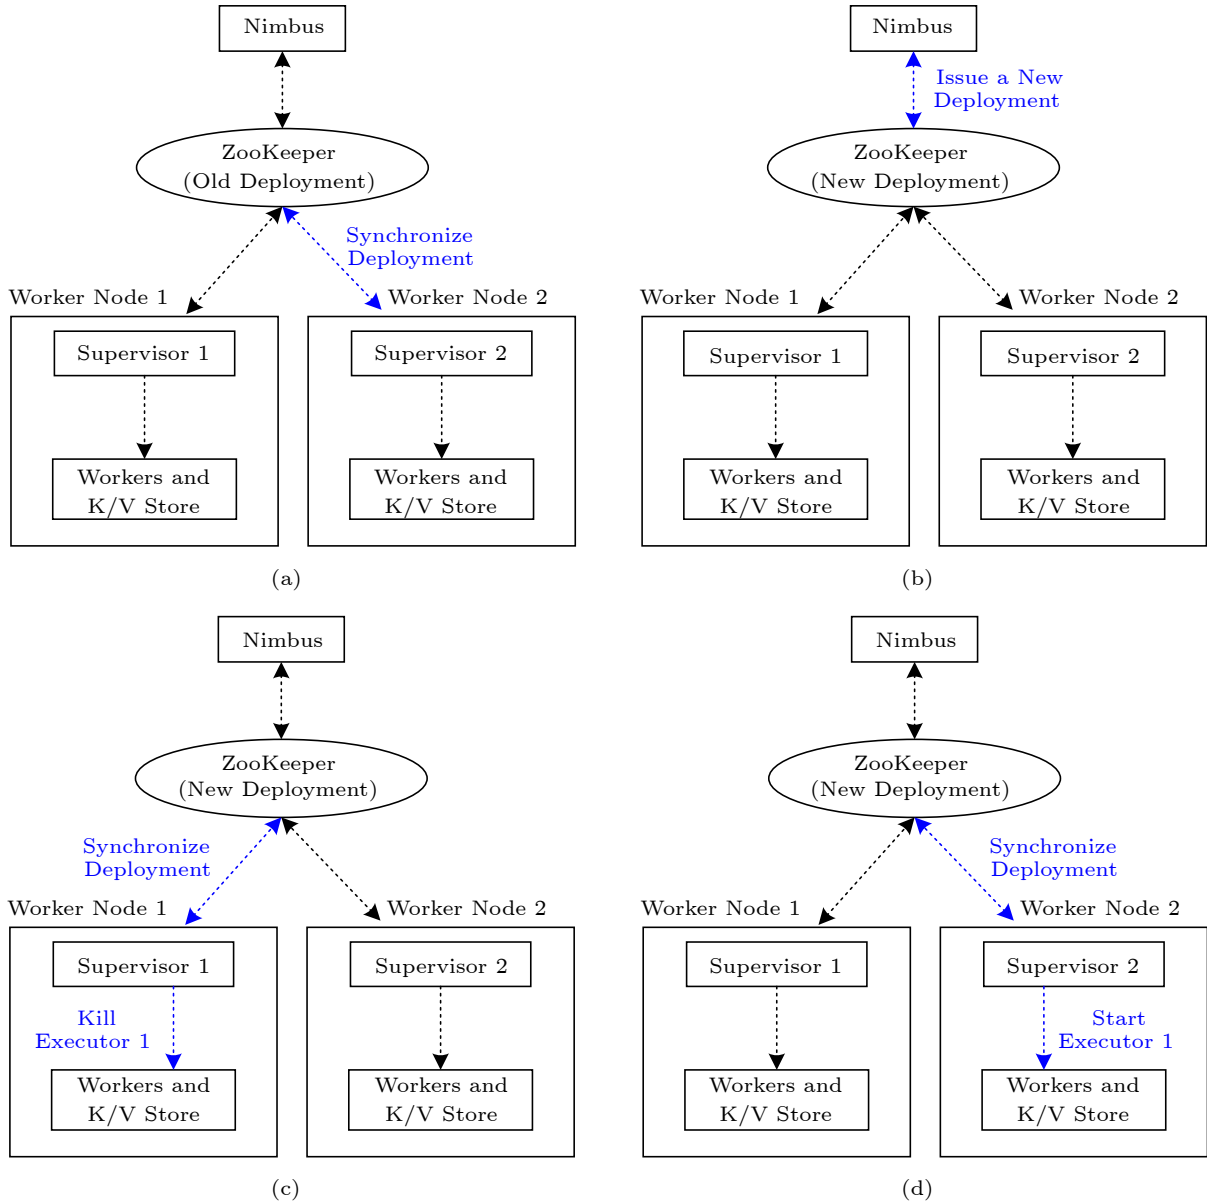 Nimbus
ZooKeeper
(Old Deployment)
Synchronize
Deployment
Worker Node 1
Worker Node 2
Supervisor 1
Supervisor 2
Workers and
K/V Store
Workers and
K/V Store
(a)
Nimbus
Issue a New
Deployment
ZooKeeper
(New Deployment)
Worker Node 1
Worker Node 2
Supervisor 1
Supervisor 2
Workers and
K/V Store
Workers and
K/V Store
(b)
Nimbus
ZooKeeper
(New Deployment)
Synchronize
Deployment
Worker Node 1
Worker Node 2
Supervisor 1
Supervisor 2
Kill
Executor 1
Workers and
K/V Store
Workers and
K/V Store
(c)
Nimbus
ZooKeeper
(New Deployment)
Synchronize
Deployment
Worker Node 1
Worker Node 2
Supervisor 1
Supervisor 2
Start
Executor 1
Workers and
K/V Store
Workers and
K/V Store
(d)